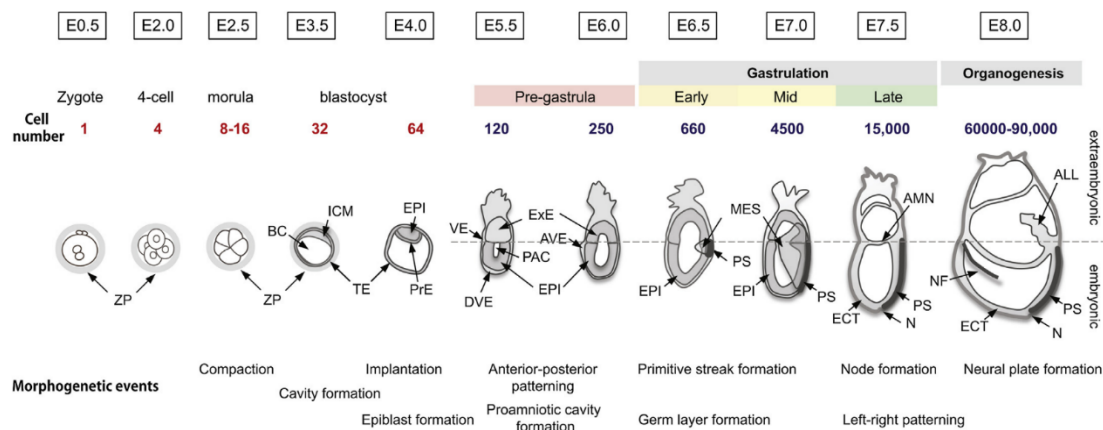 E0.5 E2.0 E2.5 E3.5 E4.0 E5.5 E6.0 E6.5 E7.0 E7.5 E8.0
Gastrulation Organogenesis
Zygote 4-cell morula blastocyst Pre-gastrula Early Mid Late
Cell number 1 4 8-16 32 64 120 250 660 4500 15,000 60000-90,000
extraembryonic
embryonic
ZP
BC ICM ZP TE
EPI PrE
VE ExE PAC DVE EPI AVE
MES PS EPI
EPI PS
AMN ECT N PS
ALL NF ECT N PS
Morphogenetic events
Compaction
Cavity formation
Implantation
Epiblast formation
Anterior-posterior
patterning
Proamniotic cavity
formation
Primitive streak formation
Germ layer formation
Node formation
Left-right patterning
Neural plate formation